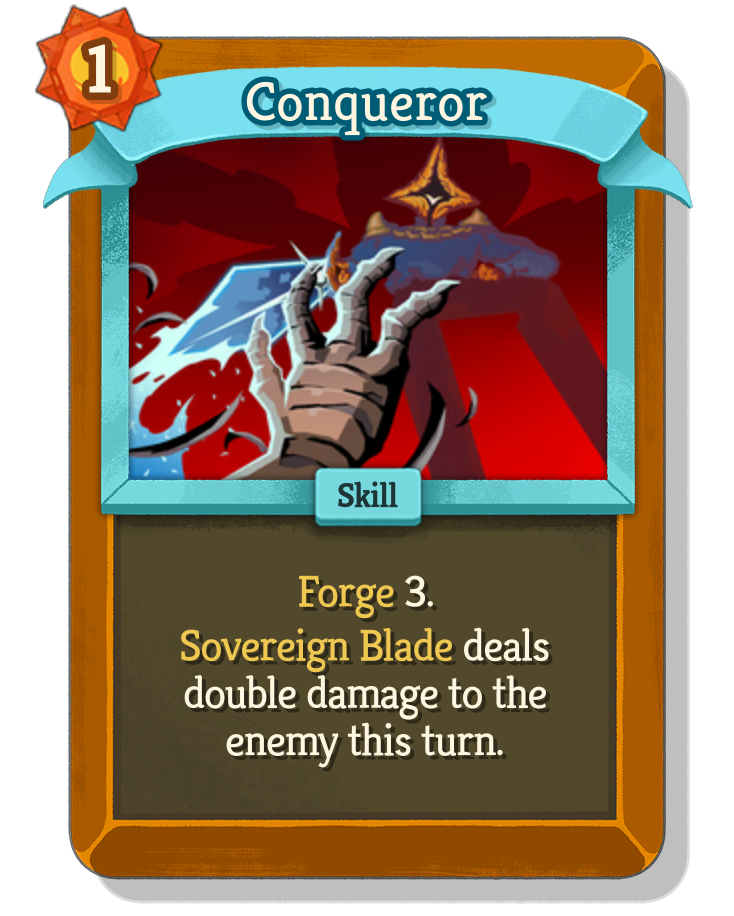 1
Conqueror
Skill
Forge 3.
Sovereign Blade deals
double damage to the
enemy this turn.